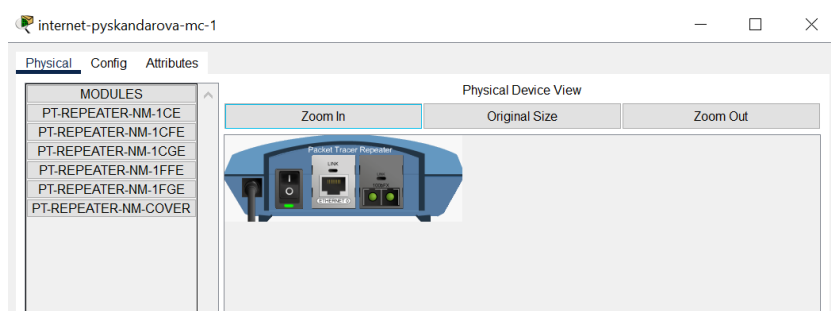 internet-pyskandarova-mc-1
Physical Config Attributes
MODULES
PT-REPEATER-NM-1CE
PT-REPEATER-NM-1CFE
PT-REPEATER-NM-1CGE
PT-REPEATER-NM-1FFE
PT-REPEATER-NM-1FGE
PT-REPEATER-NM-COVER
Physical Device View
Zoom In Original Size Zoom Out
Packet Tracer Repeater
LINK
ETHERNET 0